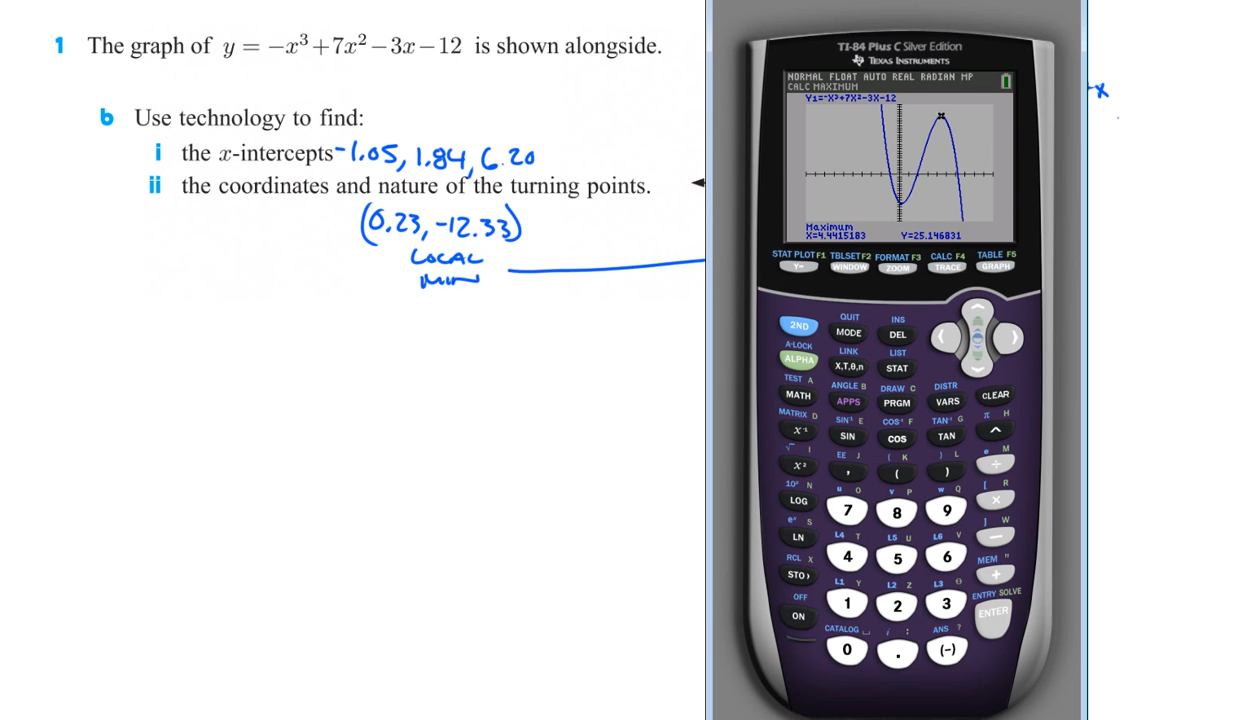 1 The graph of y = −x³ + 7x² − 3x − 12 is shown alongside.
b Use technology to find:
i the x-intercepts -1.05, 1.84, 6.20
ii the coordinates and nature of the turning points.
(0.23, -12.33)
LOCAL
MIN
x
TI-84 Plus C Silver Edition
TEXAS INSTRUMENTS
NORMAL FLOAT AUTO REAL RADIAN MP
CALC MAXIMUM
Y1=-X³+7X²-3X-12
Maximum
X=4.4415183 Y=25.146831
STAT PLOT F1 TBLSET F2 FORMAT F3 CALC F4 TABLE F5
Y= WINDOW ZOOM TRACE GRAPH
QUIT INS
2ND MODE DEL
A-LOCK LINK LIST
ALPHA X,T,θ,n STAT
TEST A ANGLE B DRAW C DISTR
MATH APPS PRGM VARS CLEAR
MATRIX D SIN⁻¹ E COS⁻¹ F TAN⁻¹ G π H
X⁻¹ SIN COS TAN ^
√ I EE J { K } L e M
X² , ( ) ÷
10ˣ N u O v P w Q [ R
LOG 7 8 9 ×
eˣ S L4 T L5 U L6 V ] W
LN 4 5 6 −
RCL X L1 Y L2 Z L3 θ MEM "
STO› 1 2 3 +
OFF CATALOG ⎵ i : ANS ? ENTRY SOLVE
ON 0 . (-) ENTER